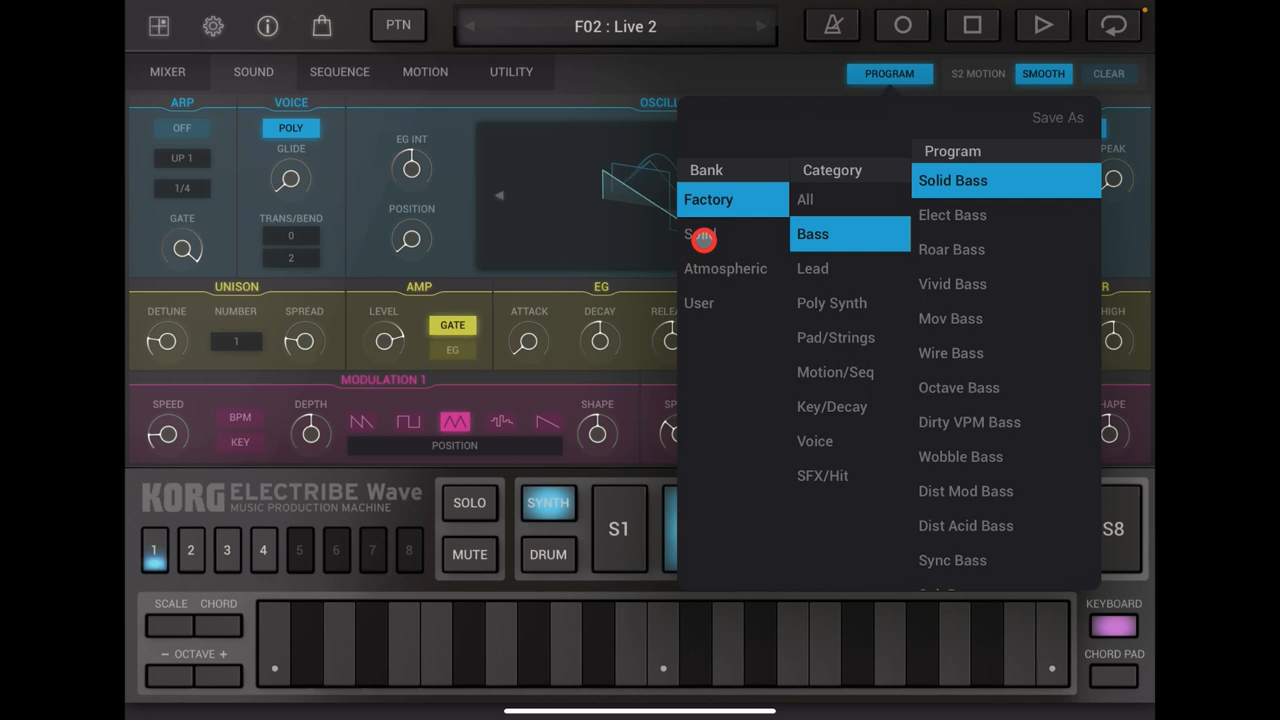 PTN
F02 : Live 2
MIXER
SOUND
SEQUENCE
MOTION
UTILITY
PROGRAM
S2 MOTION
SMOOTH
CLEAR
ARP
OFF
UP 1
1/4
GATE
VOICE
POLY
GLIDE
TRANS/BEND
0
2
EG INT
POSITION
PEAK
Save As
Bank
Factory
Atmospheric
User
Category
All
Bass
Lead
Poly Synth
Pad/Strings
Motion/Seq
Key/Decay
Voice
SFX/Hit
Program
Solid Bass
Elect Bass
Roar Bass
Vivid Bass
Mov Bass
Wire Bass
Octave Bass
Dirty VPM Bass
Wobble Bass
Dist Mod Bass
Dist Acid Bass
Sync Bass
UNISON
DETUNE
NUMBER
1
SPREAD
AMP
LEVEL
GATE
EG
EG
ATTACK
DECAY
HIGH
MODULATION 1
SPEED
BPM
KEY
DEPTH
POSITION
SHAPE
KORG ELECTRIBE Wave
MUSIC PRODUCTION MACHINE
1
2
3
4
5
6
7
8
SOLO
MUTE
SYNTH
DRUM
S1
S8
SCALE
CHORD
− OCTAVE +
KEYBOARD
CHORD PAD